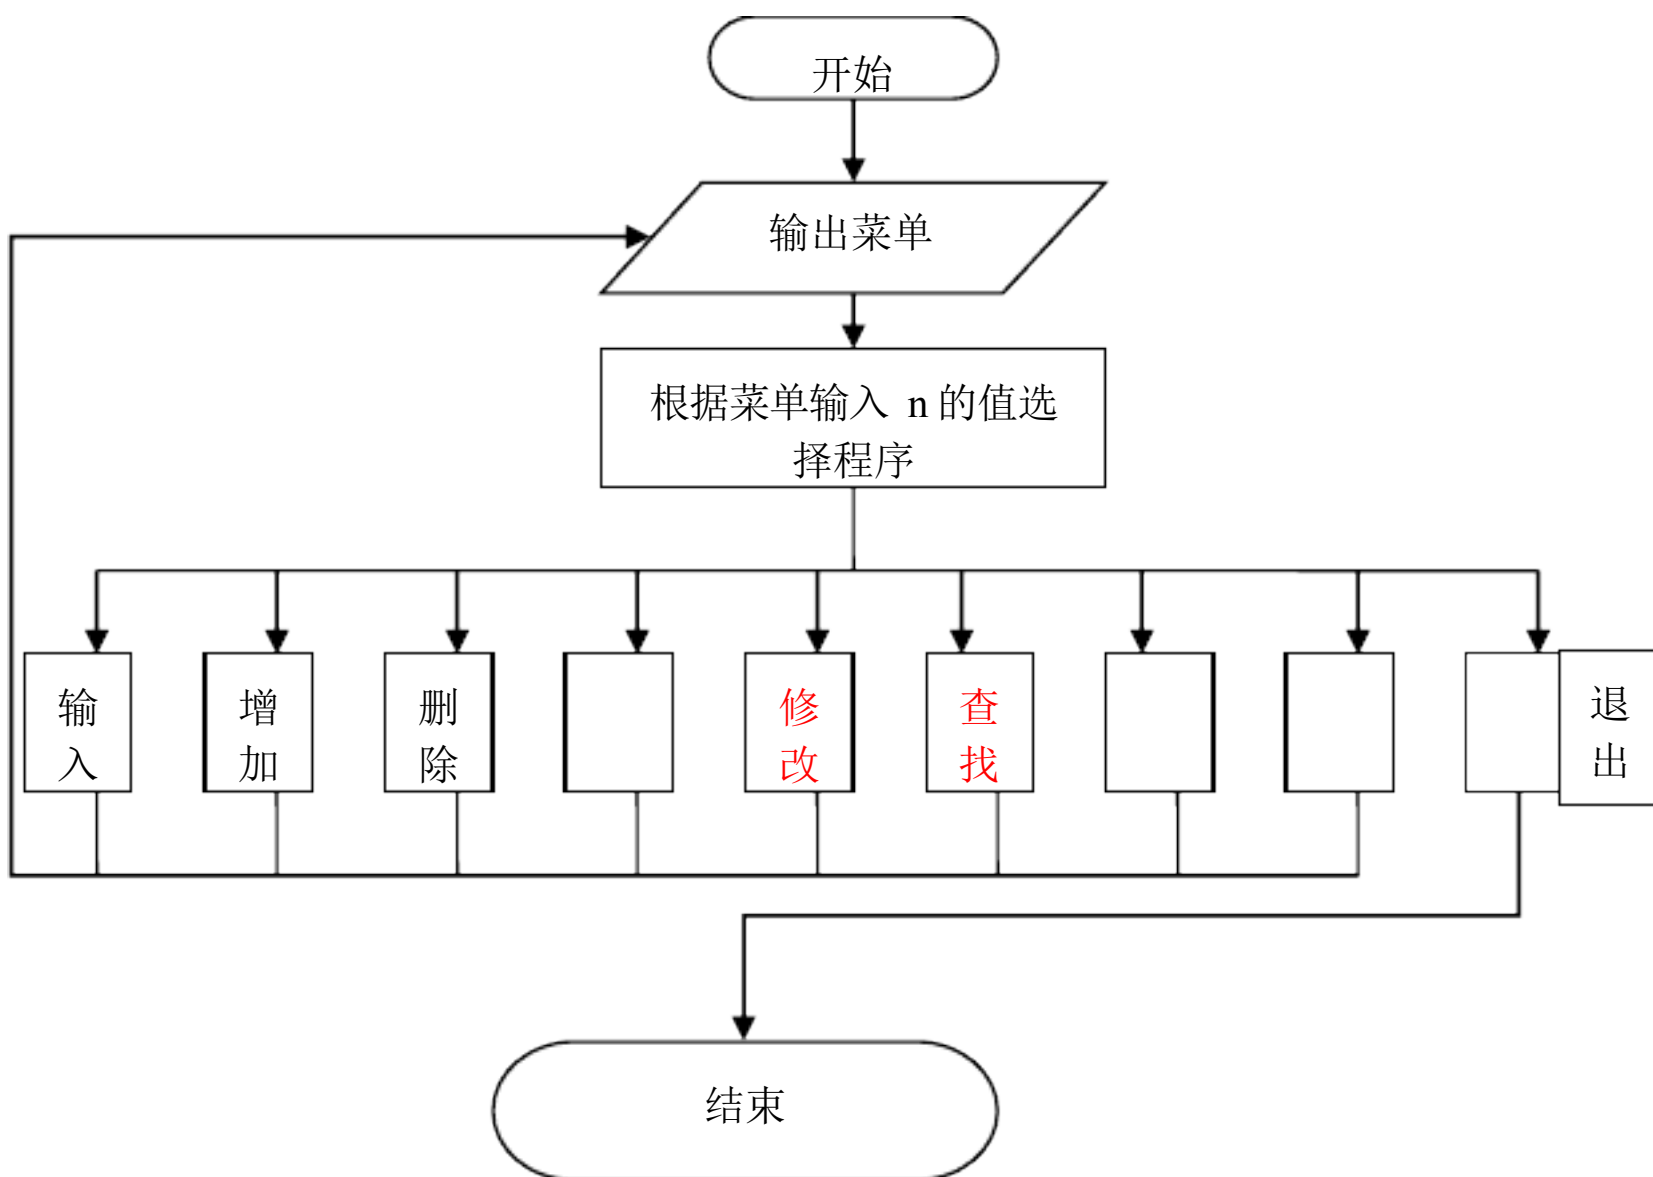 开始
输出菜单
根据菜单输入 n 的值选
择程序
输
入
增
加
删
除
修
改
查
找
退
出
结束